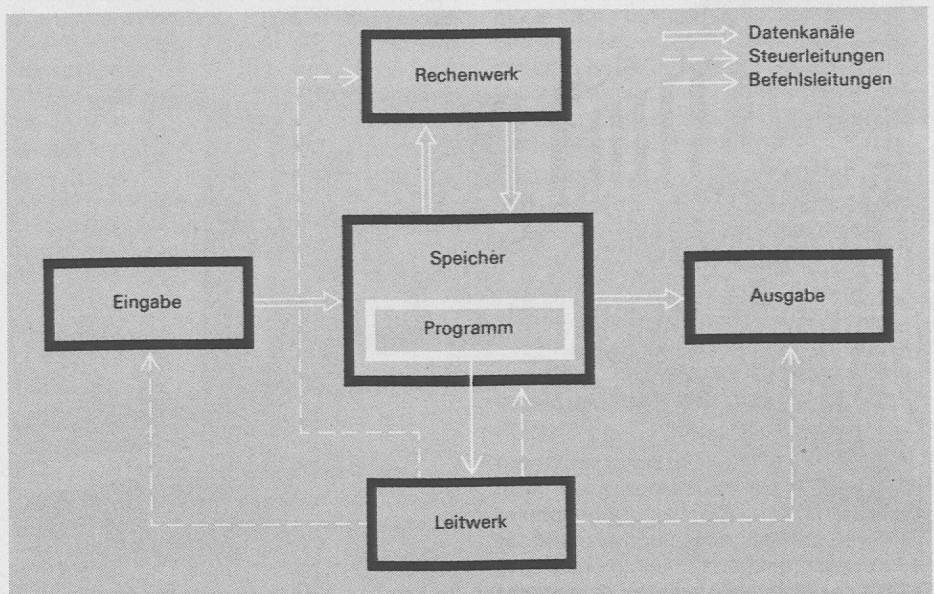 Rechenwerk
Datenkanäle
Steuerleitungen
Befehlsleitungen
Speicher
Eingabe
Programm
Ausgabe
Leitwerk